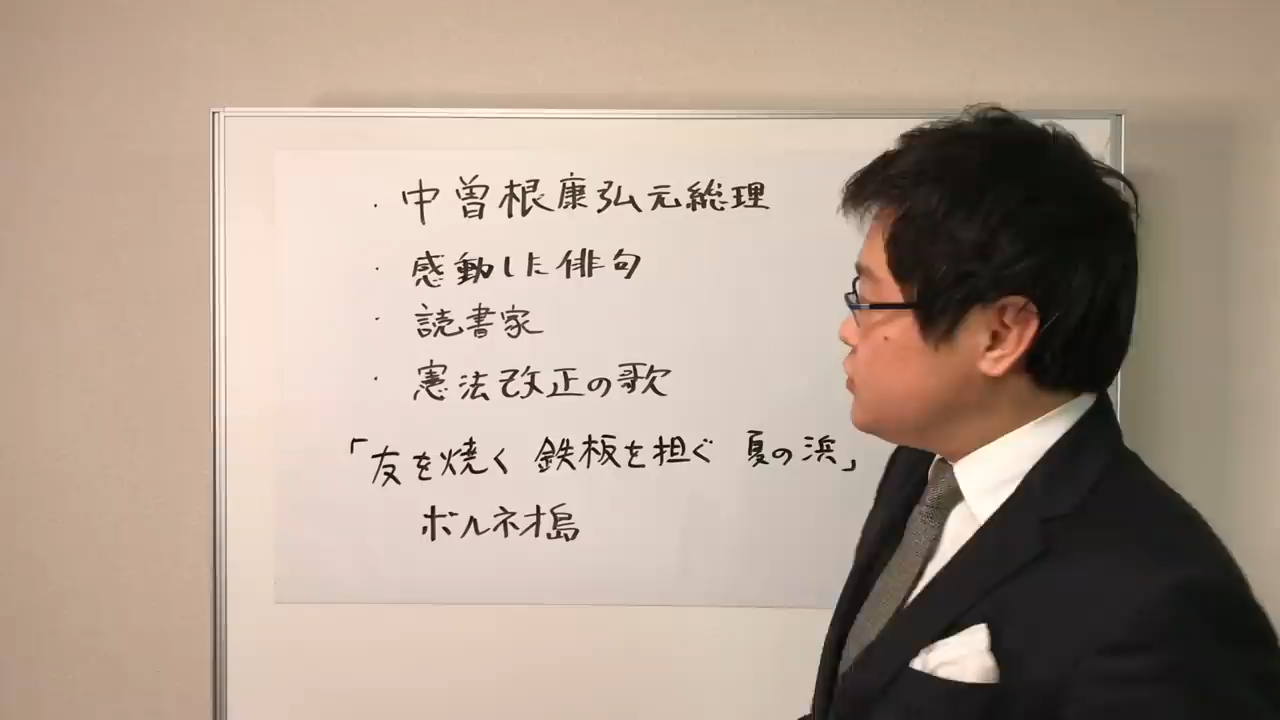 ・中曽根康弘元総理
・感動した俳句
・読書家
・憲法改正の歌
「友を焼く 鉄板を担ぐ 夏の浜」
ボルネオ島